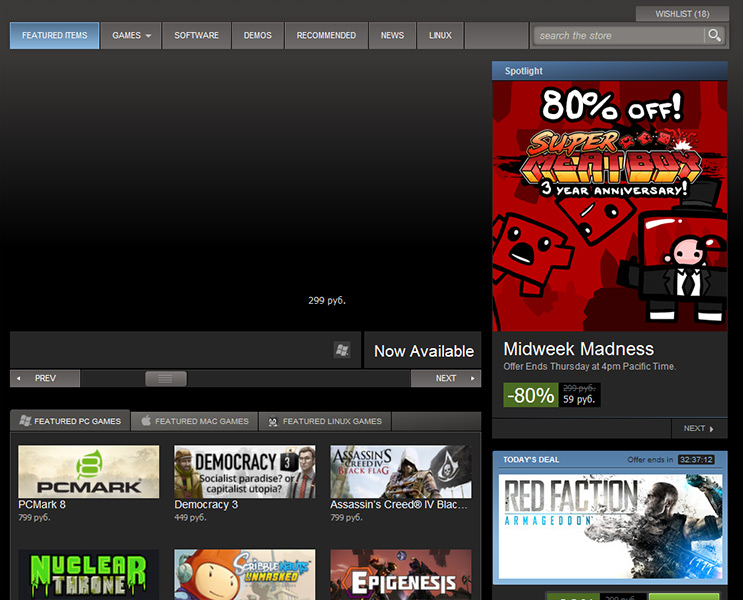 WISHLIST (18)
FEATURED ITEMS
GAMES
SOFTWARE
DEMOS
RECOMMENDED
NEWS
LINUX
search the store
299 руб.
Now Available
PREV
NEXT
Spotlight
80% OFF!
SUPER
MEAT BOY
3 YEAR ANNIVERSARY!
Midweek Madness
Offer Ends Thursday at 4pm Pacific Time.
-80%
299 руб.
59 руб.
NEXT
FEATURED PC GAMES
FEATURED MAC GAMES
FEATURED LINUX GAMES
PCMARK
PCMark 8
799 руб.
DEMOCRACY 3
Socialist paradise? or
capitalist utopia?
Democracy 3
449 руб.
ASSASSIN'S
CREED IV
BLACK FLAG
Assassin's Creed® IV Blac...
799 руб.
NUCLEAR
THRONE
SCRIBBLENAUTS
UNMASKED
EPIGENESIS
TODAY'S DEAL
Offer ends in 32:37:12
RED FACTION
ARMAGEDDON